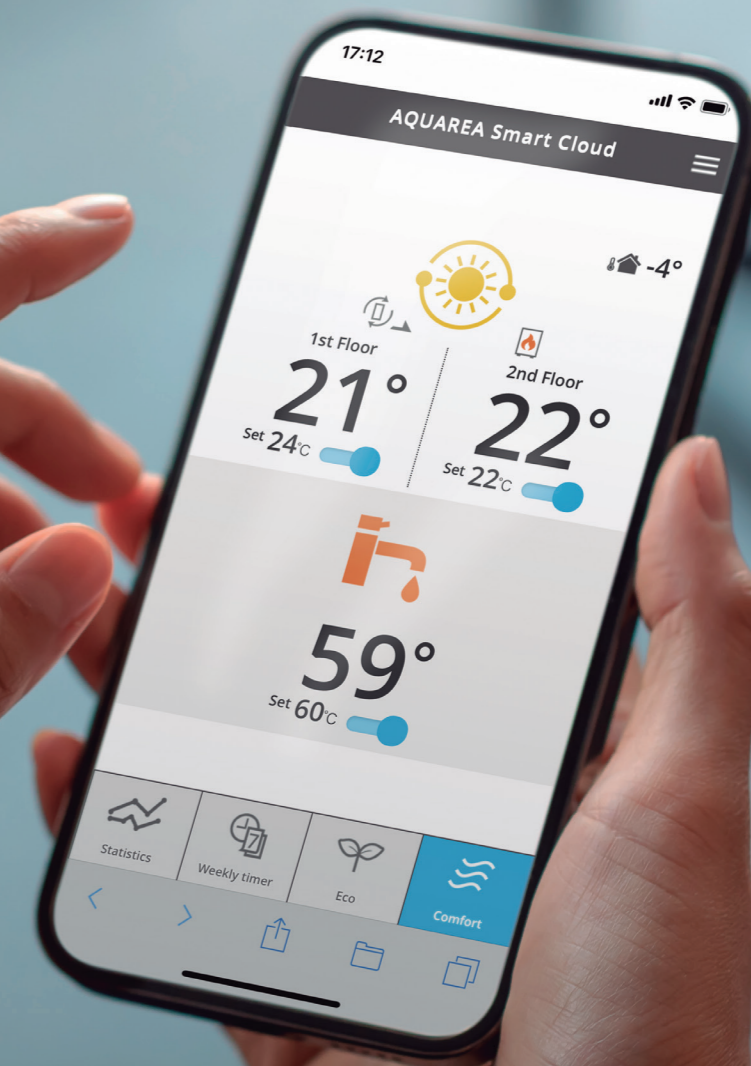 17:12
AQUAREA Smart Cloud
-4°
1st Floor
21°
Set 24°C
2nd Floor
22°
Set 22°C
59°
Set 60°C
Statistics
7
Weekly timer
Eco
Comfort